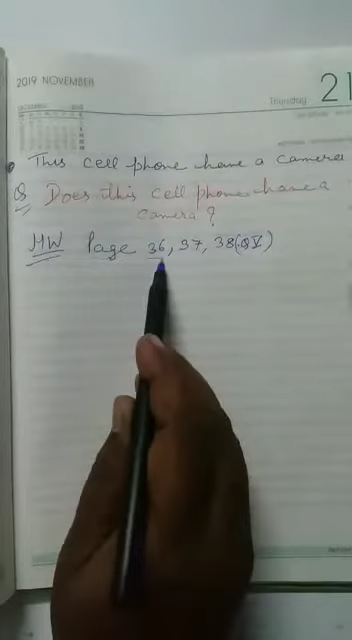 2019 NOVEMBER
Thursday 21
This cell phone have a camera
Q Does this cell phone have a
camera?
HW Page 36, 37, 38 (QV)